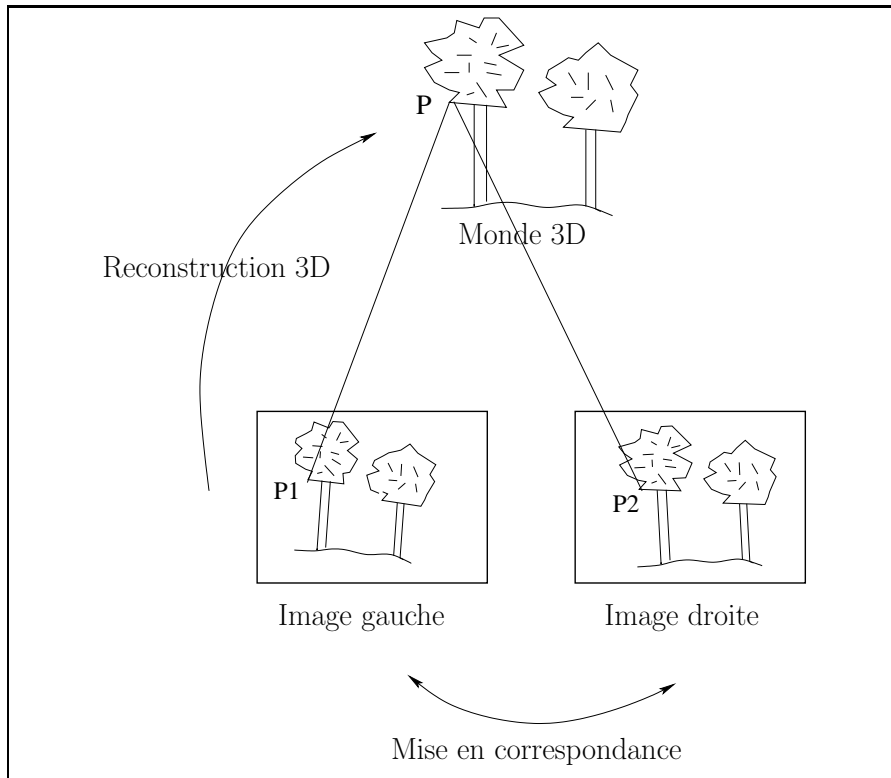 P
Monde 3D
Reconstruction 3D
P1
P2
Image gauche
Image droite
Mise en correspondance